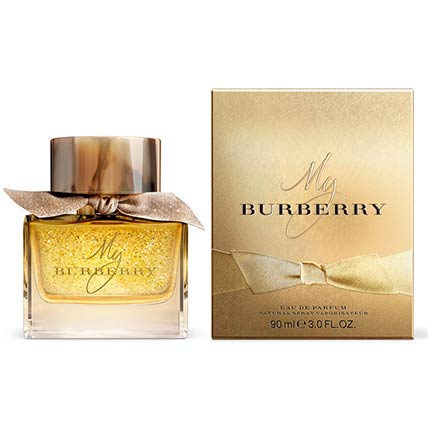 My
BURBERRY
My
BURBERRY
EAU DE PARFUM
NATURAL SPRAY VAPORISATEUR
90 ml ℮ 3.0 FL.OZ.